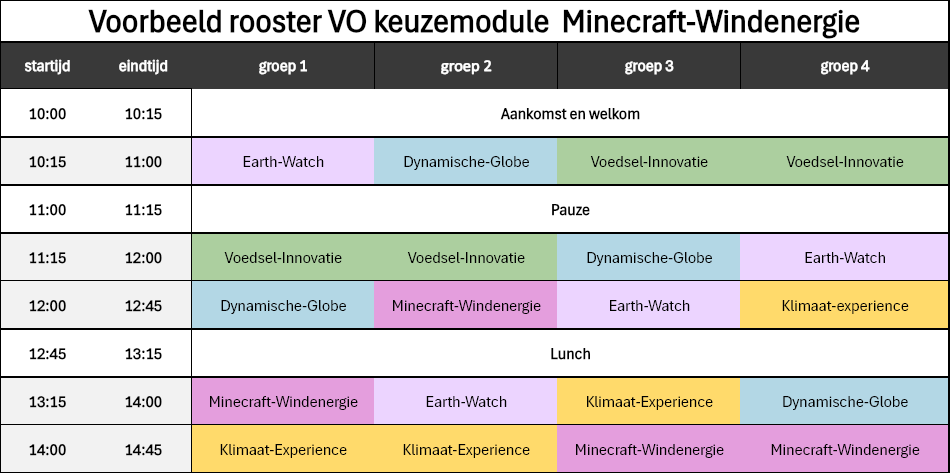 Voorbeeld rooster VO keuzemodule Minecraft-Windenergie
startijd eindtijd groep 1 groep 2 groep 3 groep 4
10:00 10:15 Aankomst en welkom
10:15 11:00 Earth-Watch Dynamische-Globe Voedsel-Innovatie Voedsel-Innovatie
11:00 11:15 Pauze
11:15 12:00 Voedsel-Innovatie Voedsel-Innovatie Dynamische-Globe Earth-Watch
12:00 12:45 Dynamische-Globe Minecraft-Windenergie Earth-Watch Klimaat-experience
12:45 13:15 Lunch
13:15 14:00 Minecraft-Windenergie Earth-Watch Klimaat-Experience Dynamische-Globe
14:00 14:45 Klimaat-Experience Klimaat-Experience Minecraft-Windenergie Minecraft-Windenergie